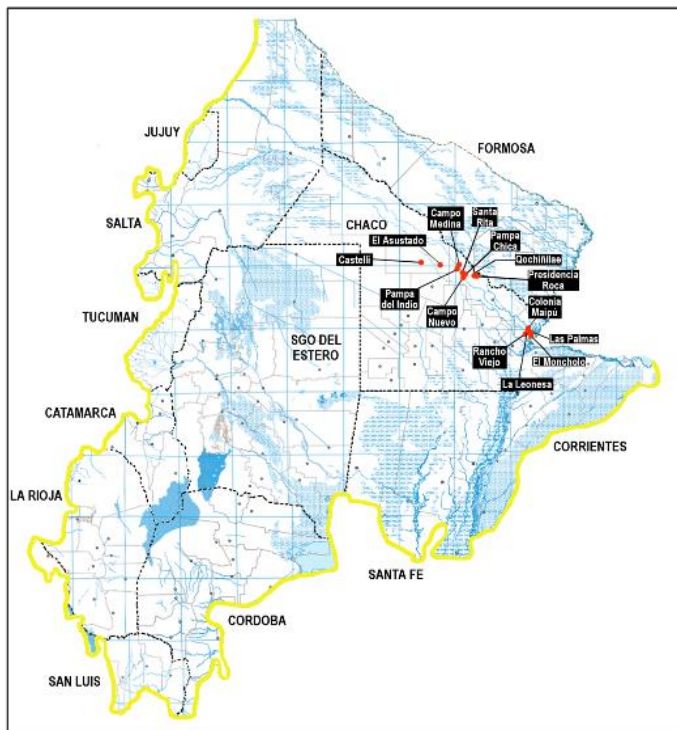 JUJUY
FORMOSA
SALTA
CHACO
Campo
Medina
Santa
Rita
El Asustado
Pampa
Chica
Castelli
Qochiñilae
Presidencia
Roca
Pampa
del Indio
Campo
Nuevo
Colonia
Maipú
TUCUMAN
SGO DEL
ESTERO
Las Palmas
Rancho
Viejo
El Moncholo
La Leonesa
CATAMARCA
CORRIENTES
LA RIOJA
SANTA FE
CORDOBA
SAN LUIS